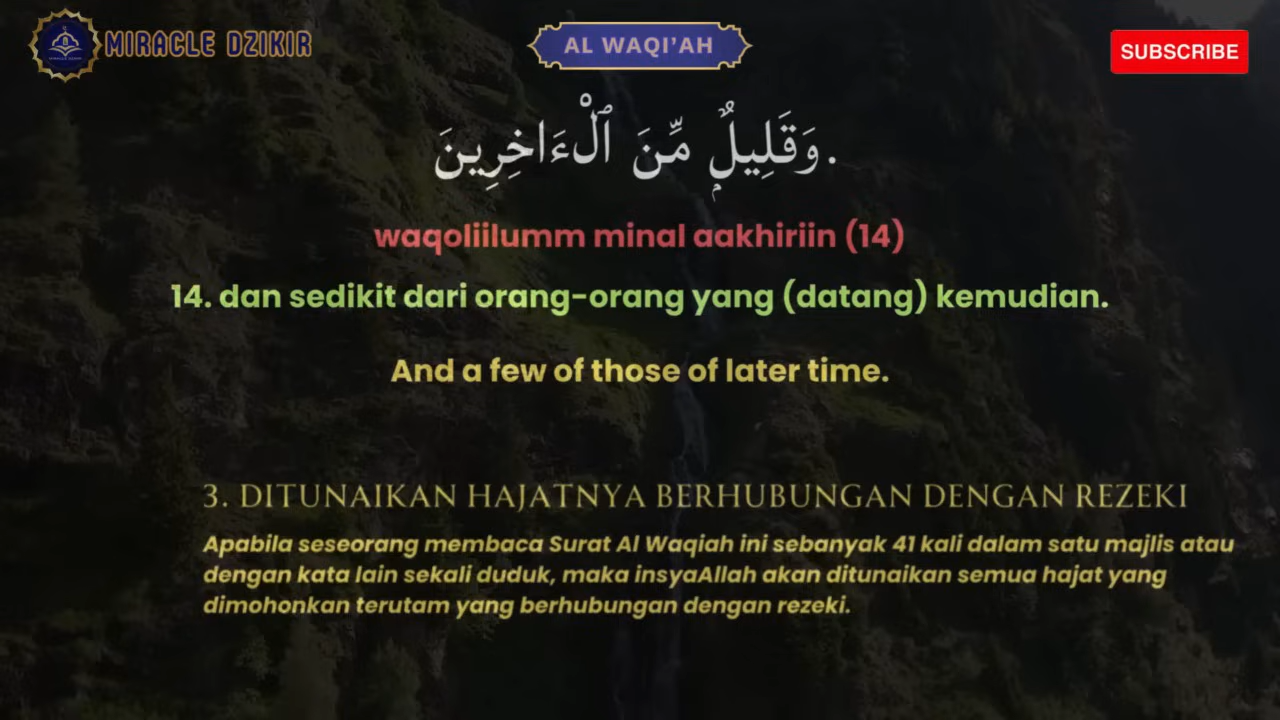 MIRACLE DZIKIR
AL WAQI'AH
SUBSCRIBE
وَقَلِيلٌ مِّنَ ٱلْءَاخِرِينَ.
waqoliilumm minal aakhiriin (14)
14. dan sedikit dari orang-orang yang (datang) kemudian.
And a few of those of later time.
3. DITUNAIKAN HAJATNYA BERHUBUNGAN DENGAN REZEKI
Apabila seseorang membaca Surat Al Waqiah ini sebanyak 41 kali dalam satu majlis atau
dengan kata lain sekali duduk, maka insyaAllah akan ditunaikan semua hajat yang
dimohonkan terutam yang berhubungan dengan rezeki.